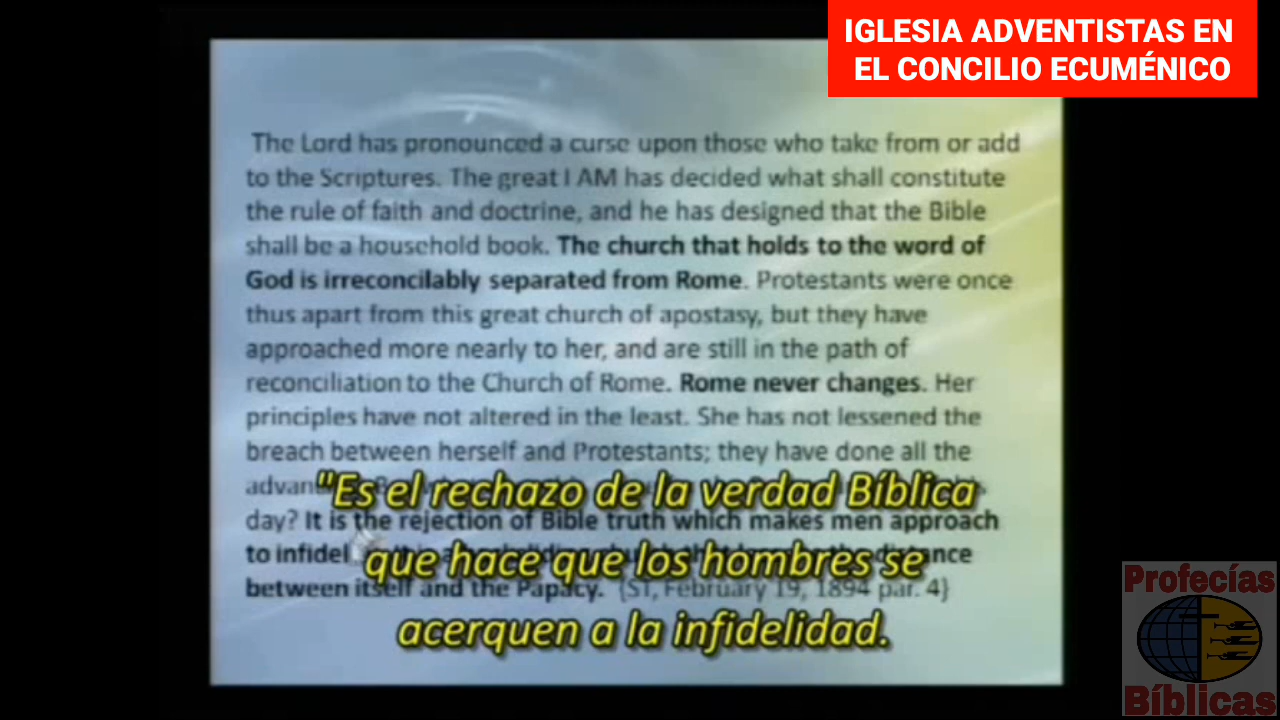 IGLESIA ADVENTISTAS EN
EL CONCILIO ECUMÉNICO
The Lord has pronounced a curse upon those who take from or add
to the Scriptures. The great I AM has decided what shall constitute
the rule of faith and doctrine, and he has designed that the Bible
shall be a household book. The church that holds to the word of
God is irreconcilably separated from Rome. Protestants were once
thus apart from this great church of apostasy, but they have
approached more nearly to her, and are still in the path of
reconciliation to the Church of Rome. Rome never changes. Her
principles have not altered in the least. She has not lessened the
breach between herself and Protestants; they have done all the
day? It is the rejection of Bible truth which makes men approach
to infidel distance
between itself and the Papacy. {ST, February 19, 1894 par. 4}
"Es el rechazo de la verdad Bíblica
que hace que los hombres se
acerquen a la infidelidad.
Profecías
Bíblicas